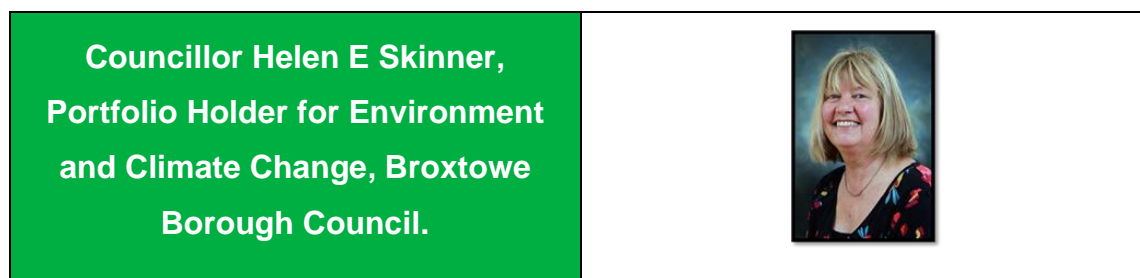 Councillor Helen E Skinner,
Portfolio Holder for Environment
and Climate Change, Broxtowe
Borough Council.